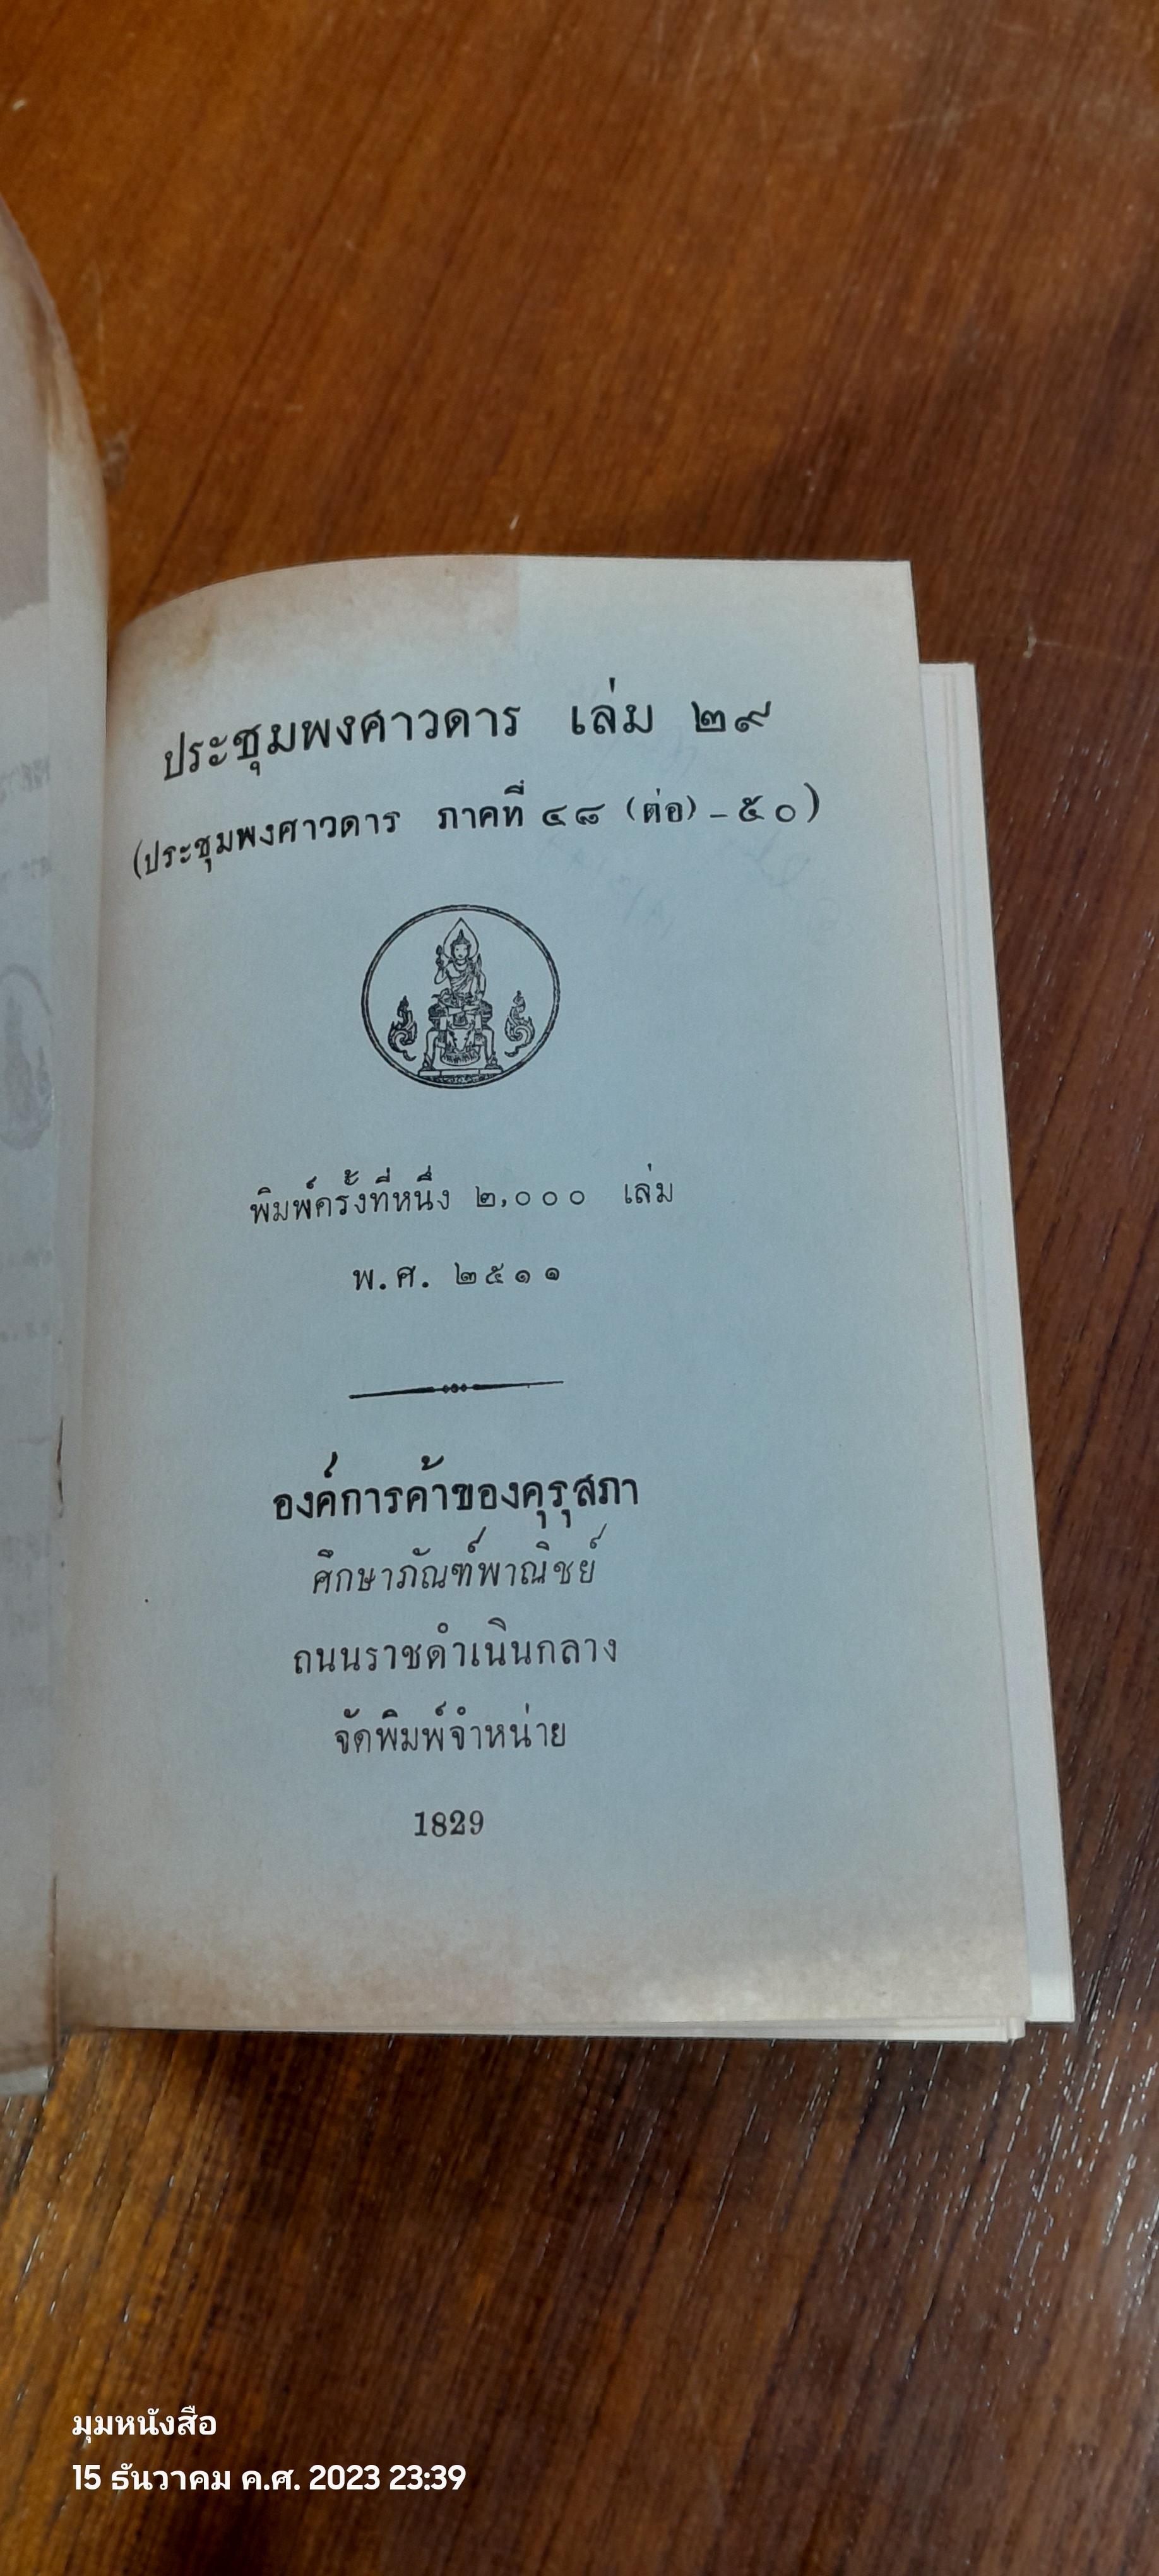 ประชุมพงศาวดาร เล่ม ๒๙
(ประชุมพงศาวดาร ภาคที่ ๔๘ (ต่อ) – ๕๐)
พิมพ์ครั้งที่หนึ่ง ๒,๐๐๐ เล่ม
พ.ศ. ๒๕๑๑
องค์การค้าของคุรุสภา
ศึกษาภัณฑ์พาณิชย์
ถนนราชดำเนินกลาง
จัดพิมพ์จำหน่าย
1829
มุมหนังสือ
15 ธันวาคม ค.ศ. 2023 23:39